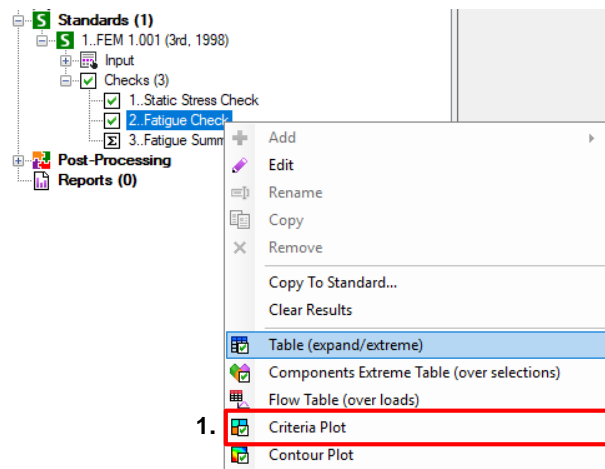 Standards (1)
1..FEM 1.001 (3rd, 1998)
Input
Checks (3)
1..Static Stress Check
2..Fatigue Check
3..Fatigue Summ
Post-Processing
Reports (0)
Add
Edit
Rename
Copy
Remove
Copy To Standard...
Clear Results
Table (expand/extreme)
Components Extreme Table (over selections)
Flow Table (over loads)
1. Criteria Plot
Contour Plot